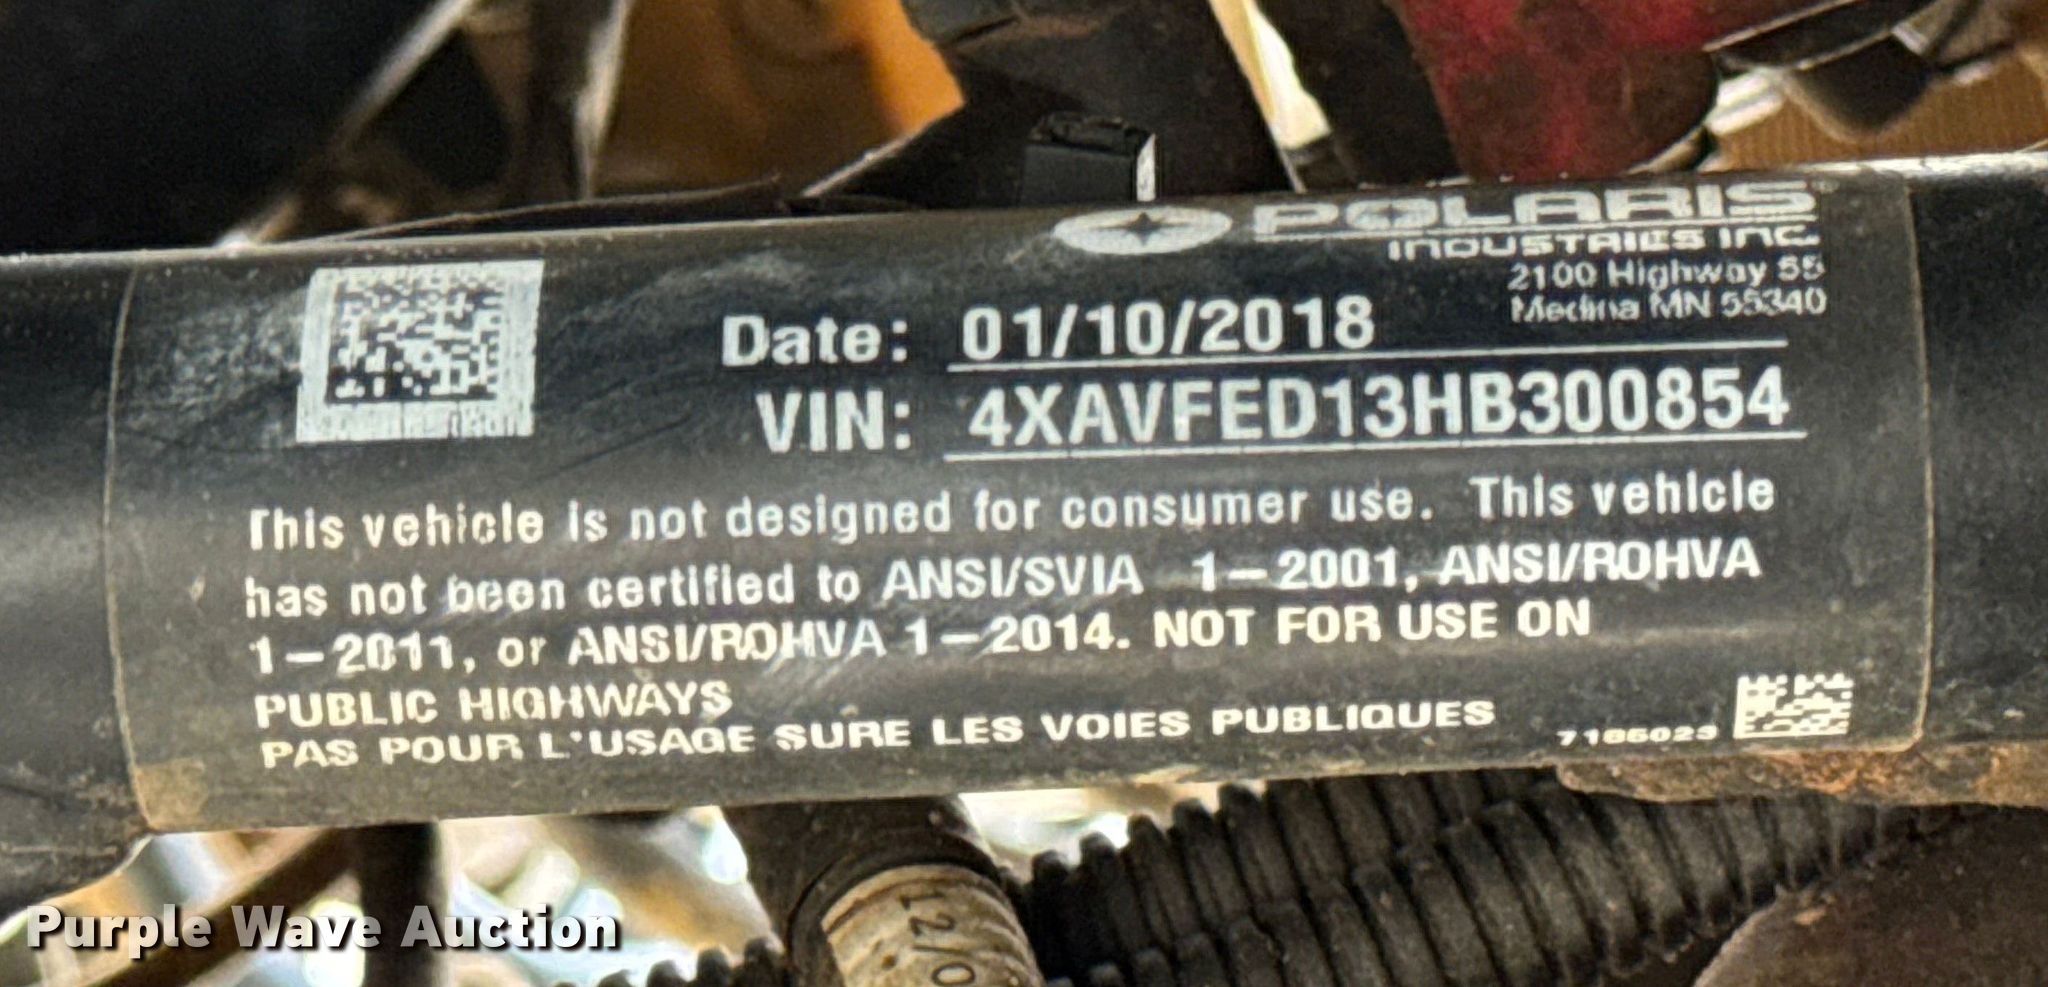 POLARIS®
INDUSTRIES INC.
2100 Highway 55
Medina MN 55340
Date: 01/10/2018
VIN: 4XAVFED13HB300854
This vehicle is not designed for consumer use. This vehicle
has not been certified to ANSI/SVIA 1-2001, ANSI/ROHVA
1-2011, or ANSI/ROHVA 1-2014. NOT FOR USE ON
PUBLIC HIGHWAYS
PAS POUR L'USAGE SURE LES VOIES PUBLIQUES
7186023
12/0
Purple Wave Auction